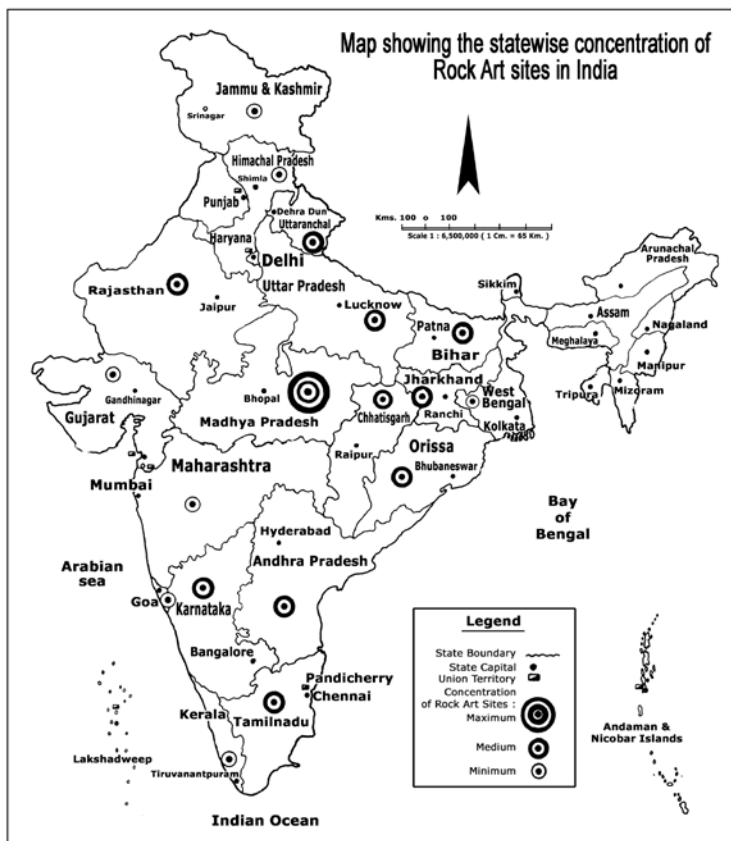 Map showing the statewise concentration of
Rock Art sites in India
Jammu & Kashmir
Srinagar
Himachal Pradesh
Shimla
Punjab
Dehra Dun
Uttaranchal
Kms. 100 o 100
Scale 1 : 6,500,000 ( 1 Cm. = 65 Km. )
Haryana
Delhi
Arunachal
Pradesh
Rajasthan
Jaipur
Uttar Pradesh
Lucknow
Sikkim
Assam
Nagaland
Patna
Bihar
Meghalaya
Manipur
Gandhinagar
Gujarat
Bhopal
Madhya Pradesh
Jharkhand
Ranchi
Chhatisgarh
West
Bengal
Kolkata
Tripura
Mizoram
Raipur
Orissa
Bhubaneswar
Maharashtra
Mumbai
Bay
of
Bengal
Hyderabad
Andhra Pradesh
Arabian
sea
Goa
Karnataka
Bangalore
Pandicherry
Chennai
Kerala
Tamilnadu
Lakshadweep
Tiruvanantpuram
Indian Ocean
Legend
State Boundary
State Capital
Union Territory
Concentration
of Rock Art Sites :
Maximum
Medium
Minimum
Andaman &
Nicobar Islands